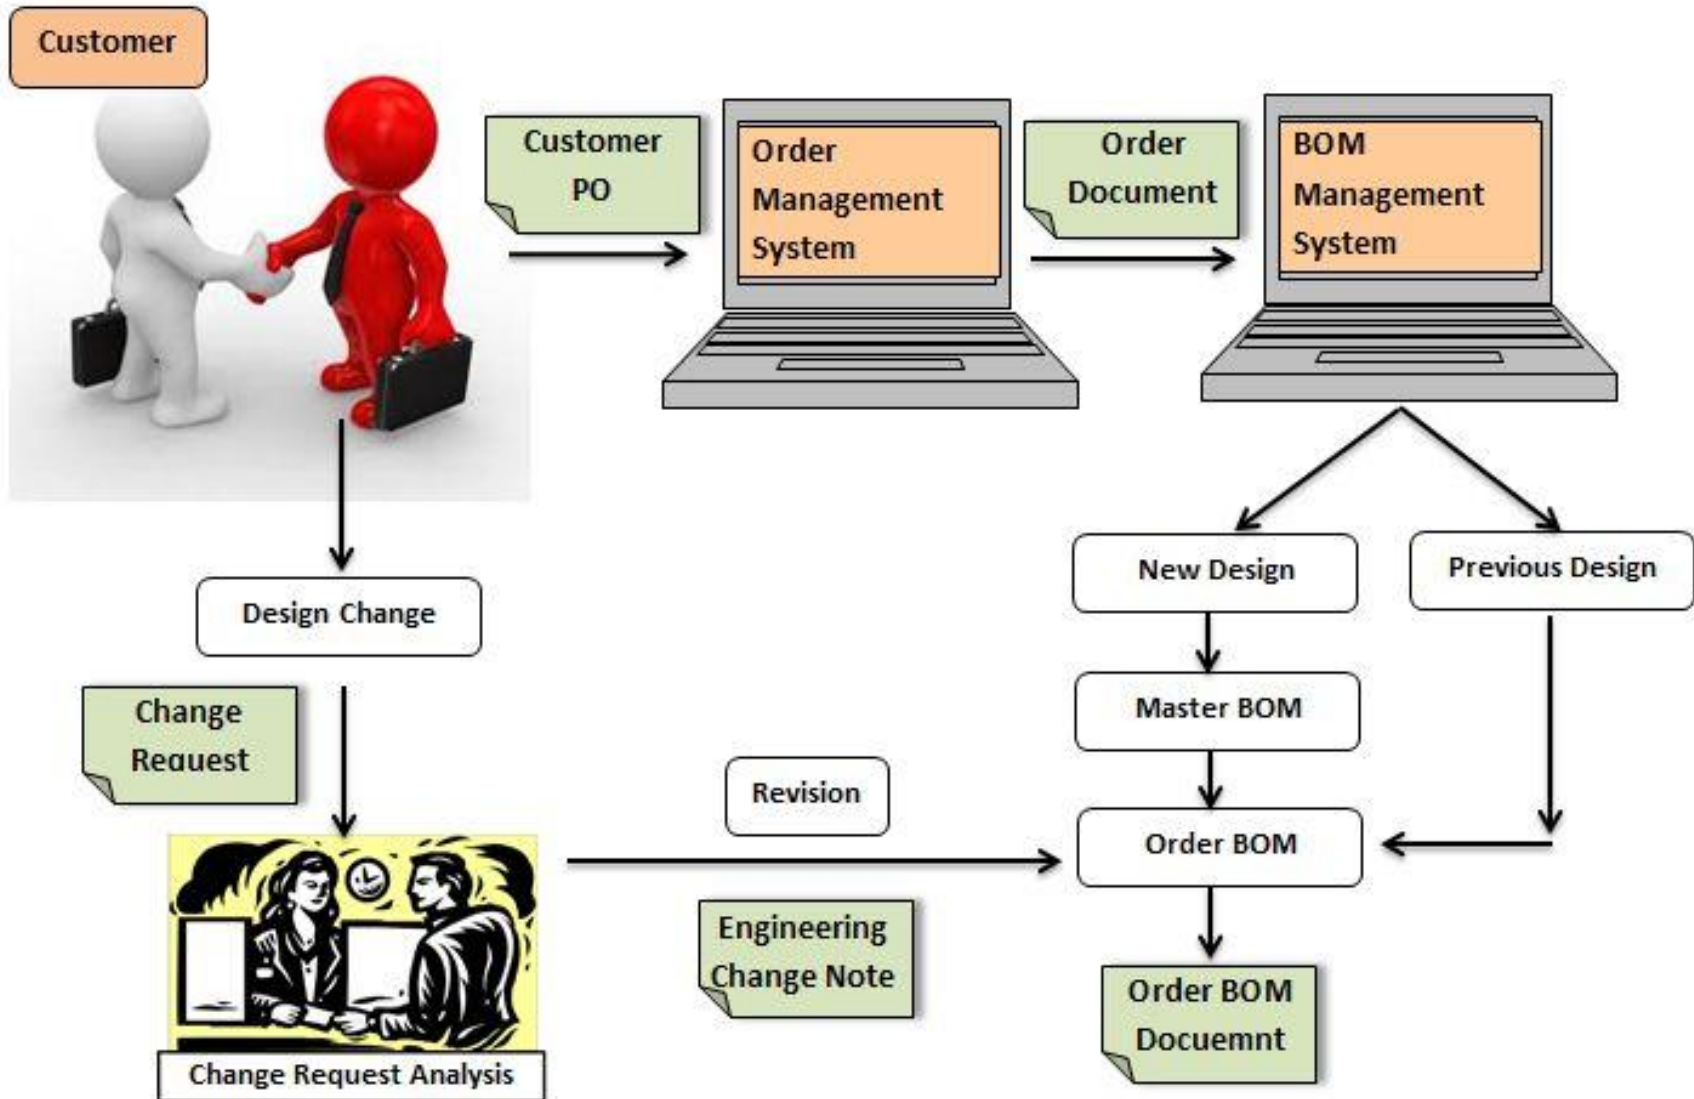 Customer
Customer
PO
Order
Management
System
Order
Document
BOM
Management
System
New Design
Previous Design
Design Change
Master BOM
Change
Request
Revision
Order BOM
Engineering
Change Note
Order BOM
Docuemnt
Change Request Analysis